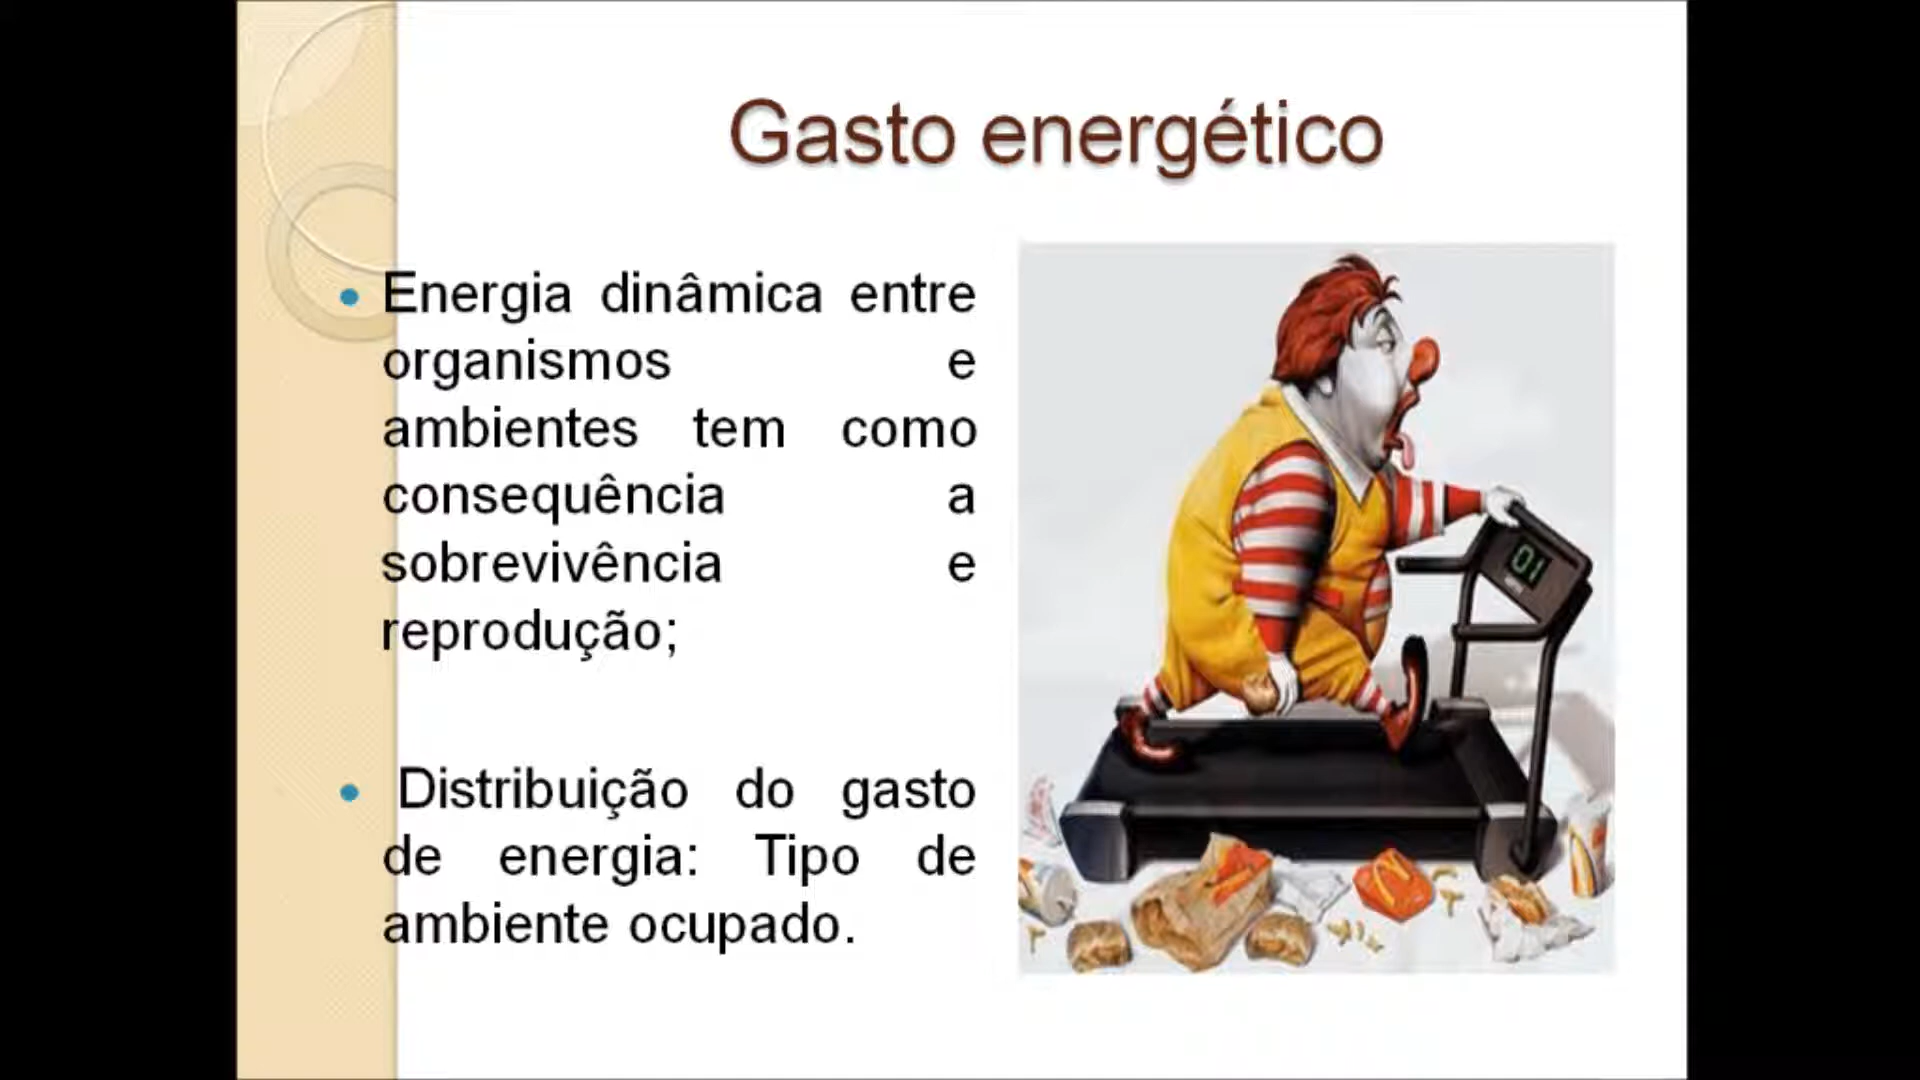 Gasto energético
Energia dinâmica entre
organismos e
ambientes tem como
consequência a
sobrevivência e
reprodução;
Distribuição do gasto
de energia: Tipo de
ambiente ocupado.
01